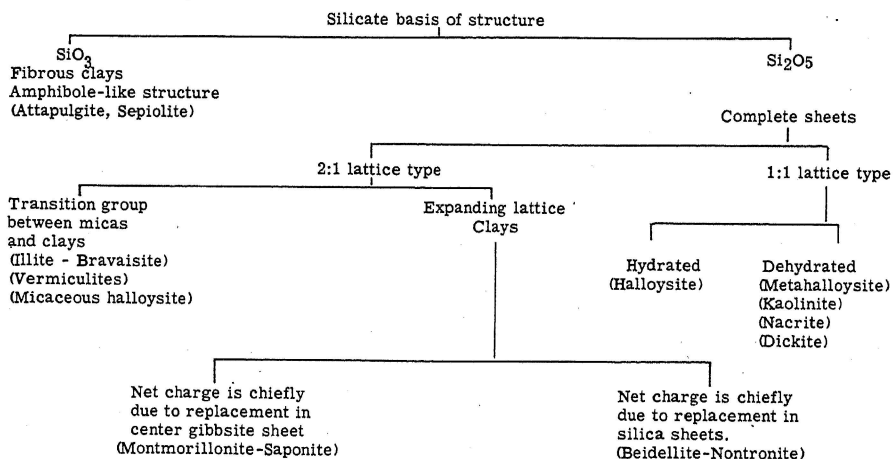 Silicate basis of structure
SiO3
Fibrous clays
Amphibole-like structure
(Attapulgite, Sepiolite)
Si2O5
Complete sheets
2:1 lattice type
1:1 lattice type
Transition group
between micas
and clays
(Illite - Bravaisite)
(Vermiculites)
(Micaceous halloysite)
Expanding lattice
Clays
Hydrated
(Halloysite)
Dehydrated
(Metahalloysite)
(Kaolinite)
(Nacrite)
(Dickite)
Net charge is chiefly
due to replacement in
center gibbsite sheet
(Montmorillonite-Saponite)
Net charge is chiefly
due to replacement in
silica sheets.
(Beidellite-Nontronite)